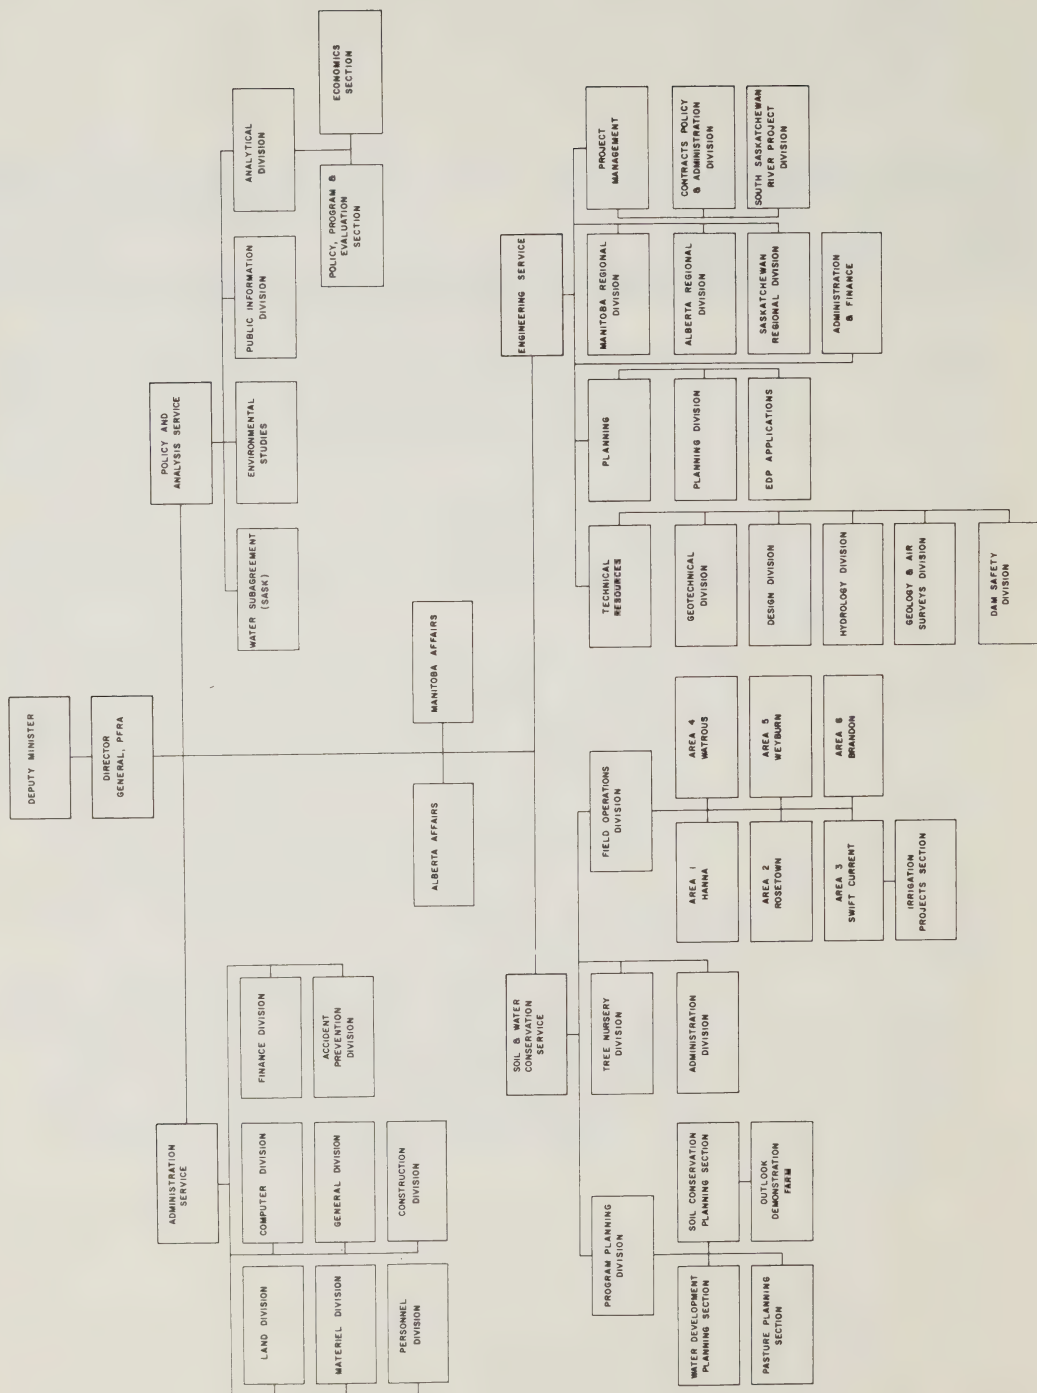 DEPUTY MINISTER
DIRECTOR
GENERAL, PFRA
ADMINISTRATION
SERVICE
POLICY AND
ANALYSIS SERVICE
LAND DIVISION
COMPUTER DIVISION
FINANCE DIVISION
MATERIEL DIVISION
GENERAL DIVISION
ACCIDENT
PREVENTION
DIVISION
PERSONNEL
DIVISION
CONSTRUCTION
DIVISION
WATER SUBAGREEMENT
(SASK)
ENVIRONMENTAL
STUDIES
PUBLIC INFORMATION
DIVISION
ANALYTICAL
DIVISION
POLICY, PROGRAM &
EVALUATION
SECTION
ECONOMICS
SECTION
ALBERTA AFFAIRS
MANITOBA AFFAIRS
SOIL & WATER
CONSERVATION
SERVICE
ENGINEERING SERVICE
PROGRAM PLANNING
DIVISION
TREE NURSERY
DIVISION
FIELD OPERATIONS
DIVISION
WATER DEVELOPMENT
PLANNING SECTION
SOIL CONSERVATION
PLANNING SECTION
ADMINISTRATION
DIVISION
PASTURE PLANNING
SECTION
OUTLOOK
DEMONSTRATION
FARM
AREA 1
HANNA
AREA 4
WATROUS
AREA 2
ROSETOWN
AREA 5
WEYBURN
AREA 3
SWIFT CURRENT
AREA 6
BRANDON
IRRIGATION
PROJECTS SECTION
TECHNICAL
RESOURCES
GEOTECHNICAL
DIVISION
DESIGN DIVISION
HYDROLOGY DIVISION
GEOLOGY & AIR
SURVEYS DIVISION
DAM SAFETY
DIVISION
PLANNING
PLANNING DIVISION
EDP APPLICATIONS
MANITOBA REGIONAL
DIVISION
ALBERTA REGIONAL
DIVISION
SASKATCHEWAN
REGIONAL DIVISION
ADMINISTRATION
& FINANCE
PROJECT
MANAGEMENT
CONTRACTS POLICY
& ADMINISTRATION
DIVISION
SOUTH SASKATCHEWAN
RIVER PROJECT
DIVISION